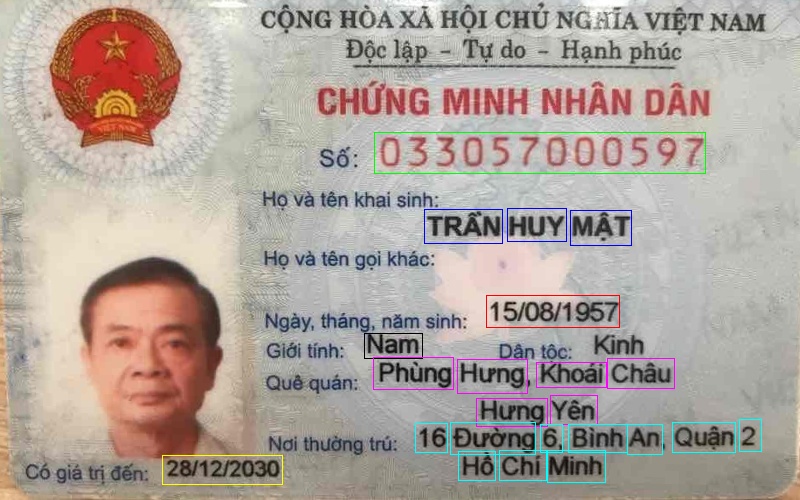 CỘNG HÒA XÃ HỘI CHỦ NGHĨA VIỆT NAM
Độc lập - Tự do - Hạnh phúc
CHỨNG MINH NHÂN DÂN
Số: 033057000597
Họ và tên khai sinh:
TRẦN HUY MẬT
Họ và tên gọi khác:
Ngày, tháng, năm sinh: 15/08/1957
Giới tính: Nam Dân tộc: Kinh
Quê quán: Phùng Hưng, Khoái Châu
Hưng Yên
Nơi thường trú: 16 Đường 6, Bình An, Quận 2
Hồ Chí Minh
Có giá trị đến: 28/12/2030
VIỆT NAM